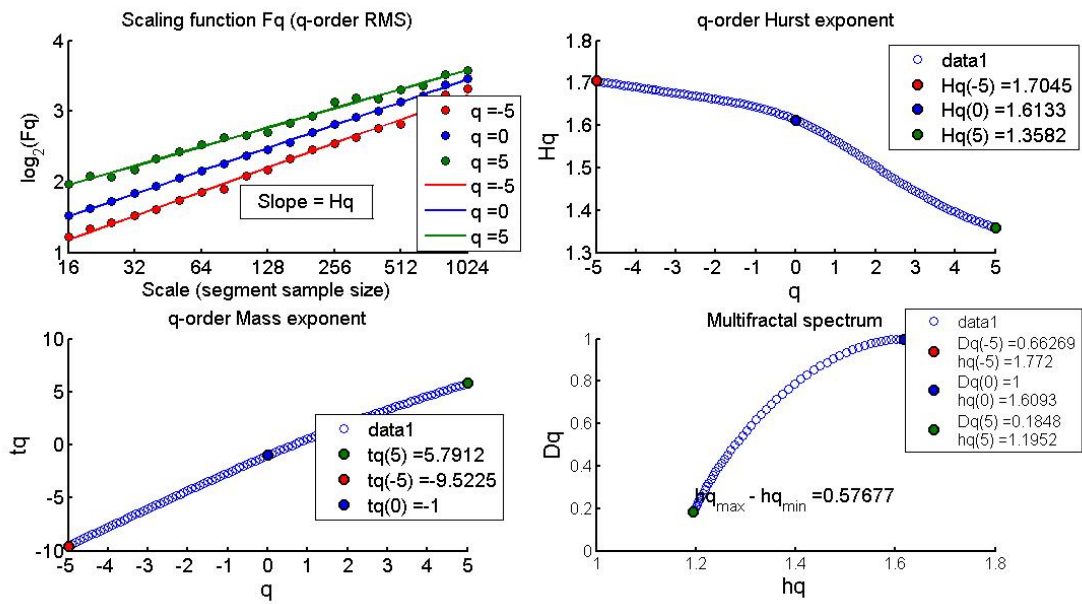 Scaling function Fq (q-order RMS)
4
3
2
1
log2(Fq)
16
32
64
128
256
512
1024
Scale (segment sample size)
Slope = Hq
q =-5
q =0
q =5
q =-5
q =0
q =5
q-order Hurst exponent
1.8
1.7
1.6
1.5
1.4
1.3
Hq
-5 -4 -3 -2 -1 0 1 2 3 4 5
q
data1
Hq(-5) =1.7045
Hq(0) =1.6133
Hq(5) =1.3582
q-order Mass exponent
10
5
0
-5
-10
tq
-5 -4 -3 -2 -1 0 1 2 3 4 5
q
data1
tq(5) =5.7912
tq(-5) =-9.5225
tq(0) =-1
Multifractal spectrum
1
0.8
0.6
0.4
0.2
0
Dq
1 1.2 1.4 1.6 1.8
hq
data1
Dq(-5) =0.66269
hq(-5) =1.772
Dq(0) =1
hq(0) =1.6093
Dq(5) =0.1848
hq(5) =1.1952
hqmax - hqmin =0.57677